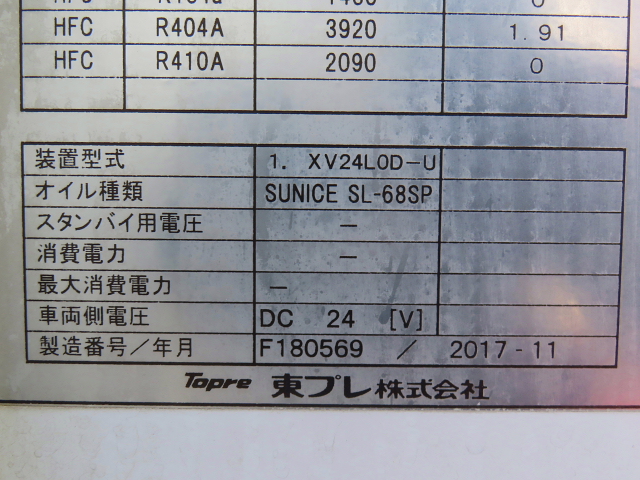 HFC R404A 3920 1.91
HFC R410A 2090 0
装置型式 1. XV24LOD-U
オイル種類 SUNICE SL-68SP
スタンバイ用電圧 —
消費電力 —
最大消費電力 —
車両側電圧 DC 24 [V]
製造番号/年月 F180569 / 2017-11
Topre 東プレ株式会社